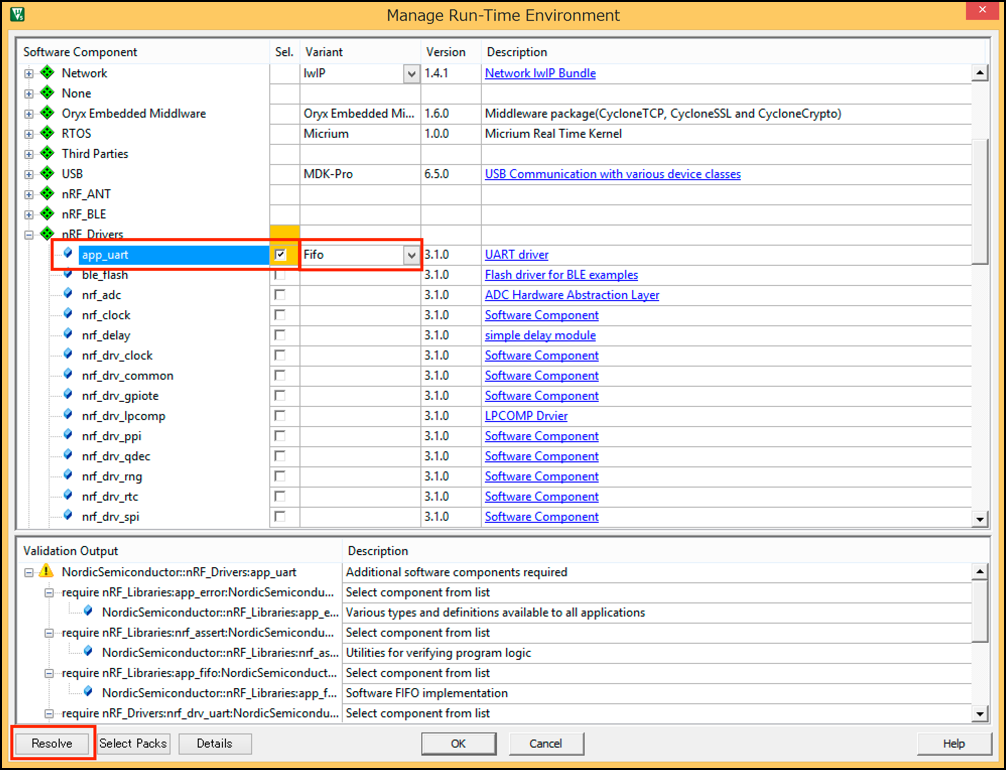 Manage Run-Time Environment
Software Component Sel. Variant Version Description
Network lwIP 1.4.1 Network lwIP Bundle
None
Oryx Embedded Middlware Oryx Embedded Mi... 1.6.0 Middleware package(CycloneTCP, CycloneSSL and CycloneCrypto)
RTOS Micrium 1.0.0 Micrium Real Time Kernel
Third Parties
USB MDK-Pro 6.5.0 USB Communication with various device classes
nRF_ANT
nRF_BLE
nRF_Drivers
app_uart Fifo 3.1.0 UART driver
ble_flash 3.1.0 Flash driver for BLE examples
nrf_adc 3.1.0 ADC Hardware Abstraction Layer
nrf_clock 3.1.0 Software Component
nrf_delay 3.1.0 simple delay module
nrf_drv_clock 3.1.0 Software Component
nrf_drv_common 3.1.0 Software Component
nrf_drv_gpiote 3.1.0 Software Component
nrf_drv_lpcomp 3.1.0 LPCOMP Drvier
nrf_drv_ppi 3.1.0 Software Component
nrf_drv_qdec 3.1.0 Software Component
nrf_drv_rng 3.1.0 Software Component
nrf_drv_rtc 3.1.0 Software Component
nrf_drv_spi 3.1.0 Software Component
Validation Output Description
NordicSemiconductor::nRF_Drivers:app_uart Additional software components required
require nRF_Libraries:app_error:NordicSemicondu... Select component from list
NordicSemiconductor::nRF_Libraries:app_e... Various types and definitions available to all applications
require nRF_Libraries:nrf_assert:NordicSemicondu... Select component from list
NordicSemiconductor::nRF_Libraries:nrf_as... Utilities for verifying program logic
require nRF_Libraries:app_fifo:NordicSemiconduct... Select component from list
NordicSemiconductor::nRF_Libraries:app_f... Software FIFO implementation
require nRF_Drivers:nrf_drv_uart:NordicSemicondu... Select component from list
Resolve Select Packs Details OK Cancel Help